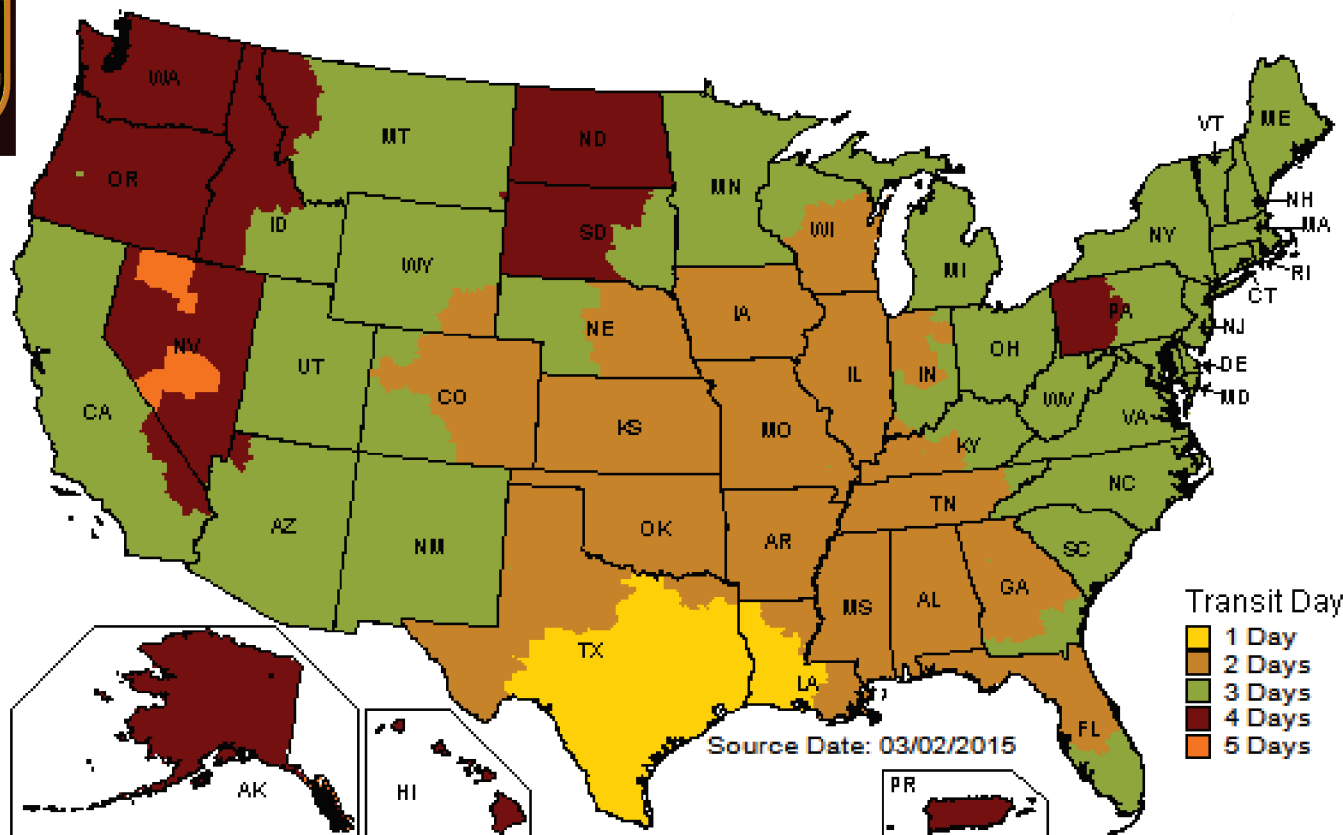 WA
MT
ND
MN
VT
ME
OR
ID
SD
WI
NH
MA
NY
WY
MI
RI
CT
PA
NJ
IA
NE
NV
UT
OH
DE
IL
IN
MD
CO
WV
CA
VA
KS
MO
KY
NC
TN
AZ
OK
NM
AR
SC
GA
MS
AL
TX
LA
FL
Transit Day
1 Day
2 Days
3 Days
4 Days
5 Days
Source Date: 03/02/2015
AK
HI
PR